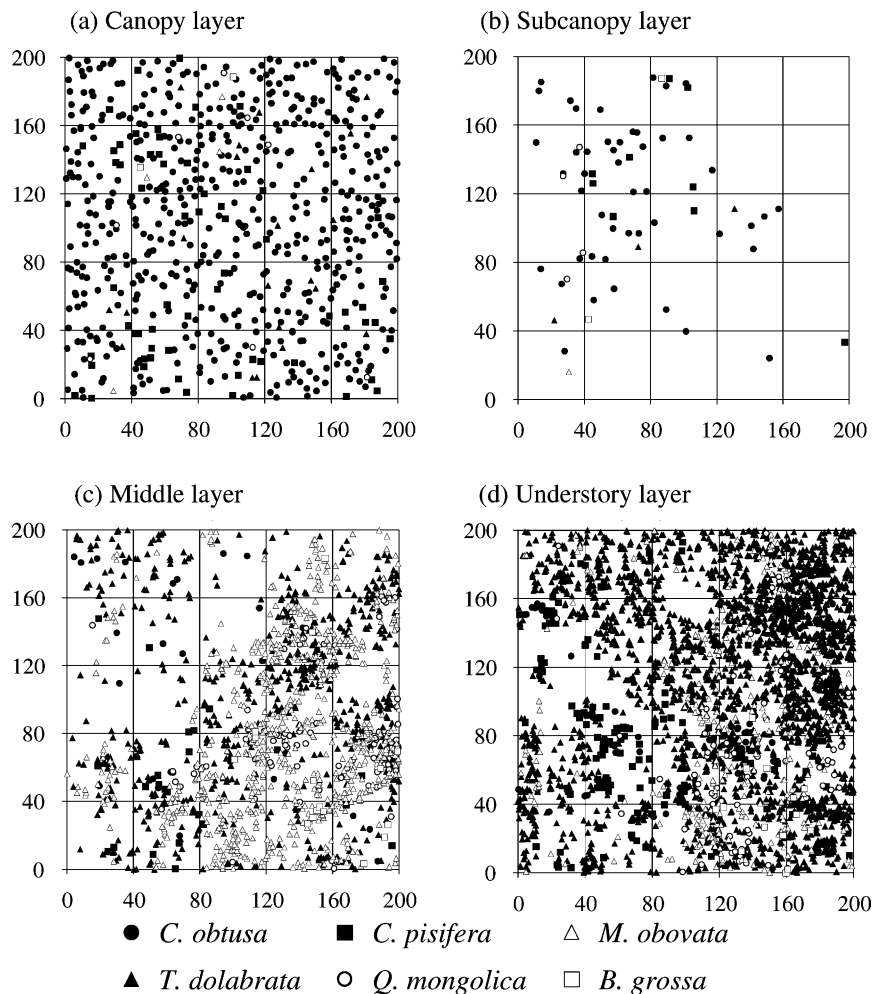 (a) Canopy layer
(b) Subcanopy layer
200
160
120
80
40
0
0 40 80 120 160 200
200
160
120
80
40
0
0 40 80 120 160 200
(c) Middle layer
(d) Understory layer
200
160
120
80
40
0
0 40 80 120 160 200
200
160
120
80
40
0
0 40 80 120 160 200
C. obtusa C. pisifera M. obovata
T. dolabrata Q. mongolica B. grossa